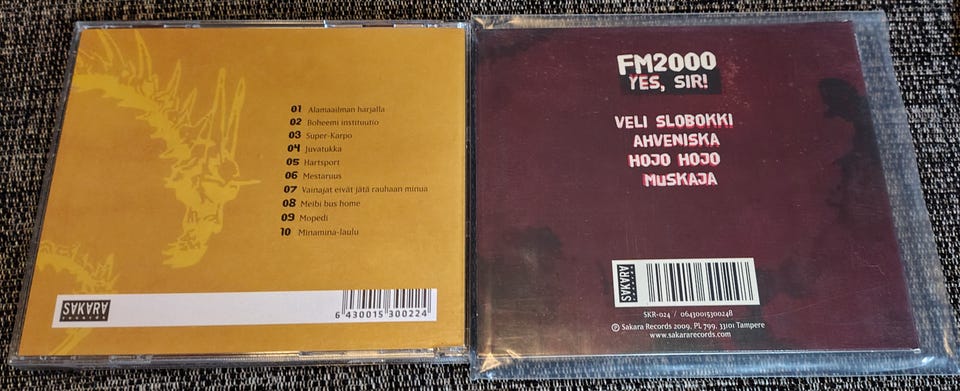 01 Alamaailman harjalla
02 Boheemi instituutio
03 Super-Karpo
04 Juvatukka
05 Hartsport
06 Mestaruus
07 Vainajat eivät jätä rauhaan minua
08 Meibi bus home
09 Mopedi
10 Minamina-laulu
SAKARA
6 430015 300224
FM2000
YES, SIR!
VELI SLOBOKKI
AHVENISKA
HOJO HOJO
MUSKAJA
SAKARA
SKR-024 / 06430015300248
℗ Sakara Records 2009, PL 799, 33101 Tampere
www.sakararecords.com